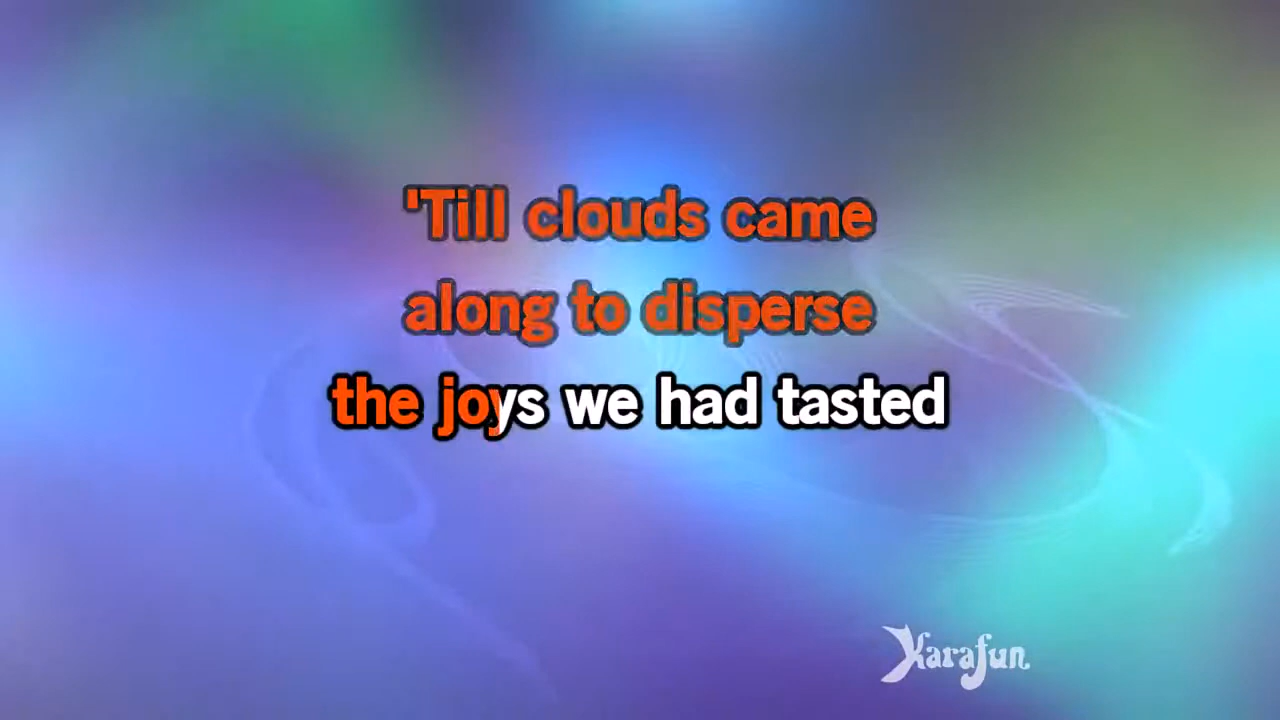 'Till clouds came
along to disperse
the joys we had tasted
Karafun